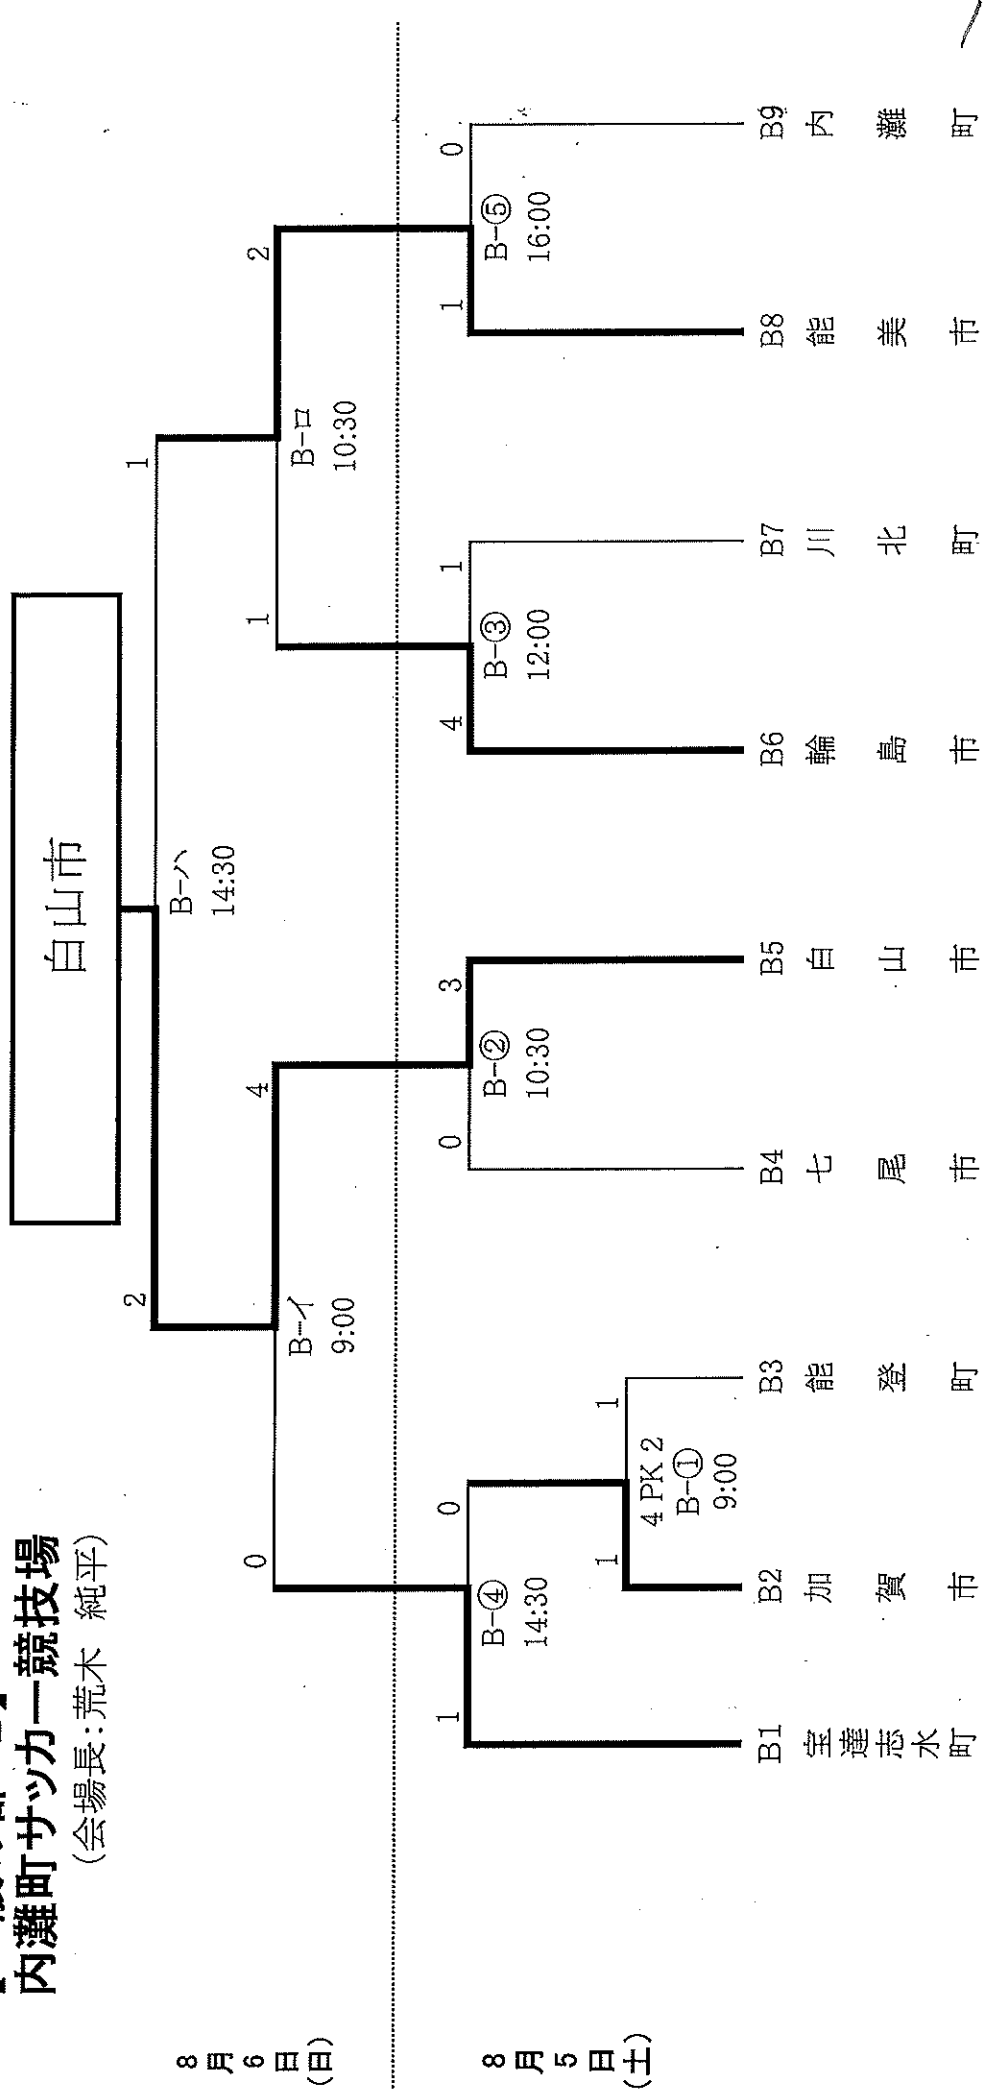 内灘町サッカー競技場
(会場長:荒木 純平)
白山市
8月6日(日)
2
1
B-ハ
14:30
0
4
1
2
B-イ
9:00
B-ロ
10:30
8月5日(土)
1
0
0
3
4
1
1
0
B-④
14:30
B-②
10:30
B-③
12:00
B-⑤
16:00
1
1
4 PK 2
B-①
9:00
B1 宝達志水町
B2 加賀市
B3 能登町
B4 七尾市
B5 白山市
B6 輪島市
B7 川北町
B8 能美市
B9 内灘町